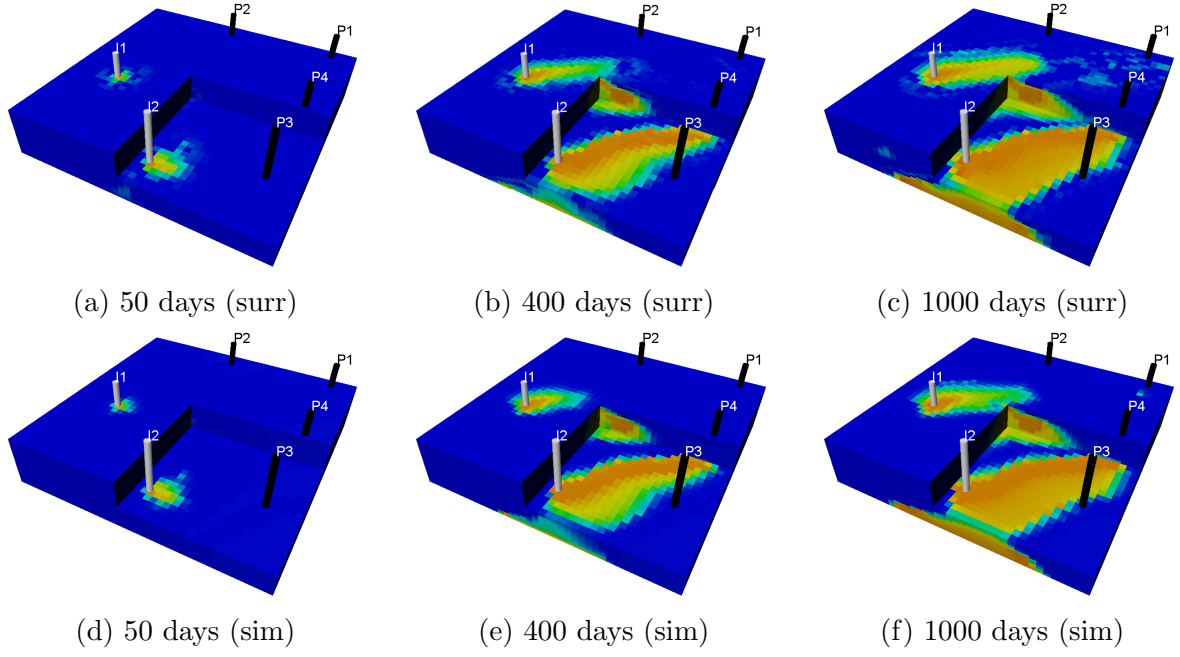 P2 P2 P2
P1 P1 P1
I1 I1 I1
P4 P4 P4
I2 I2 I2
P3 P3 P3
(a) 50 days (surr) (b) 400 days (surr) (c) 1000 days (surr)
P2 P2 P2
P1 P1 P1
I1 I1 I1
P4 P4 P4
I2 I2 I2
P3 P3 P3
(d) 50 days (sim) (e) 400 days (sim) (f) 1000 days (sim)